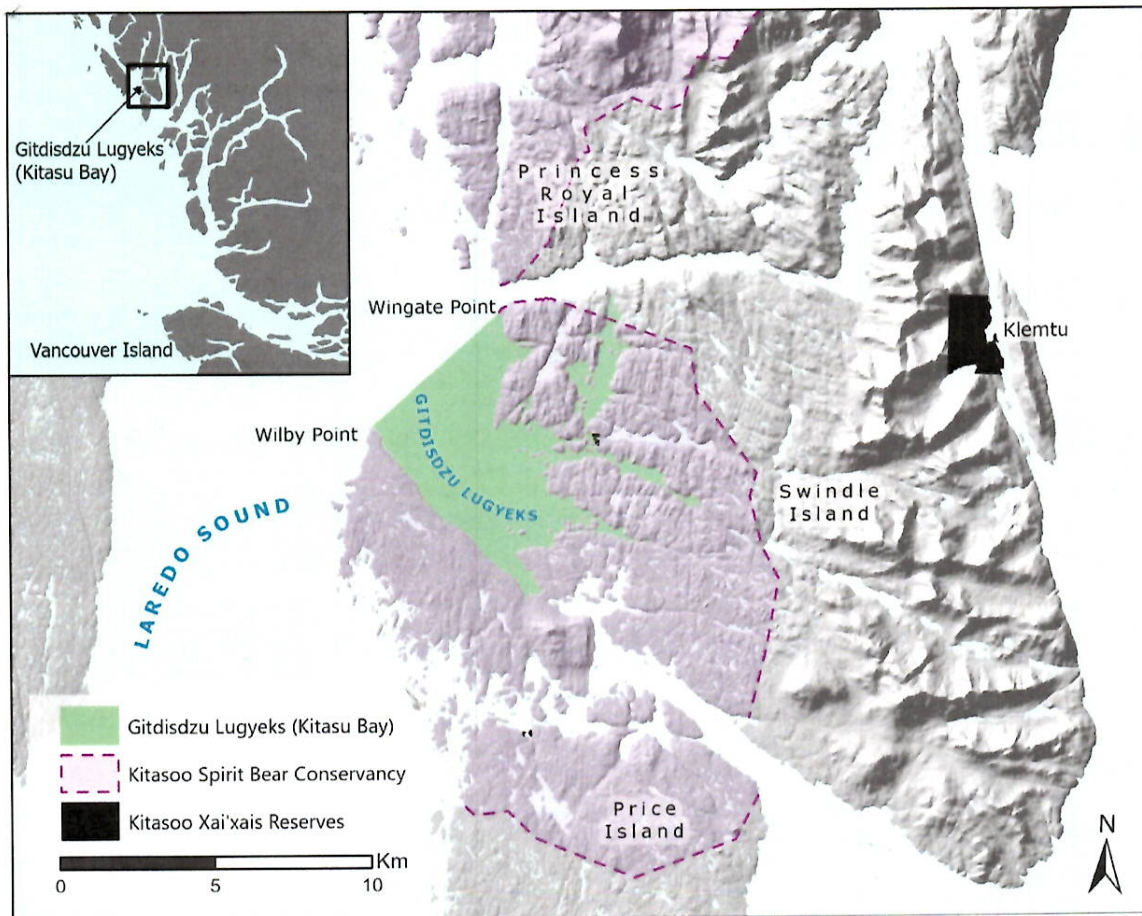 Gitdisdzu Lugyeks
(Kitasu Bay)
Vancouver Island
Princess
Royal
Island
Wingate Point
Klemtu
Wilby Point
GITDISDZU LUGYEKS
LAREDO SOUND
Swindle
Island
Price
Island
Gitdisdzu Lugyeks (Kitasu Bay)
Kitasoo Spirit Bear Conservancy
Kitasoo Xai'xais Reserves
Km
0 5 10
N